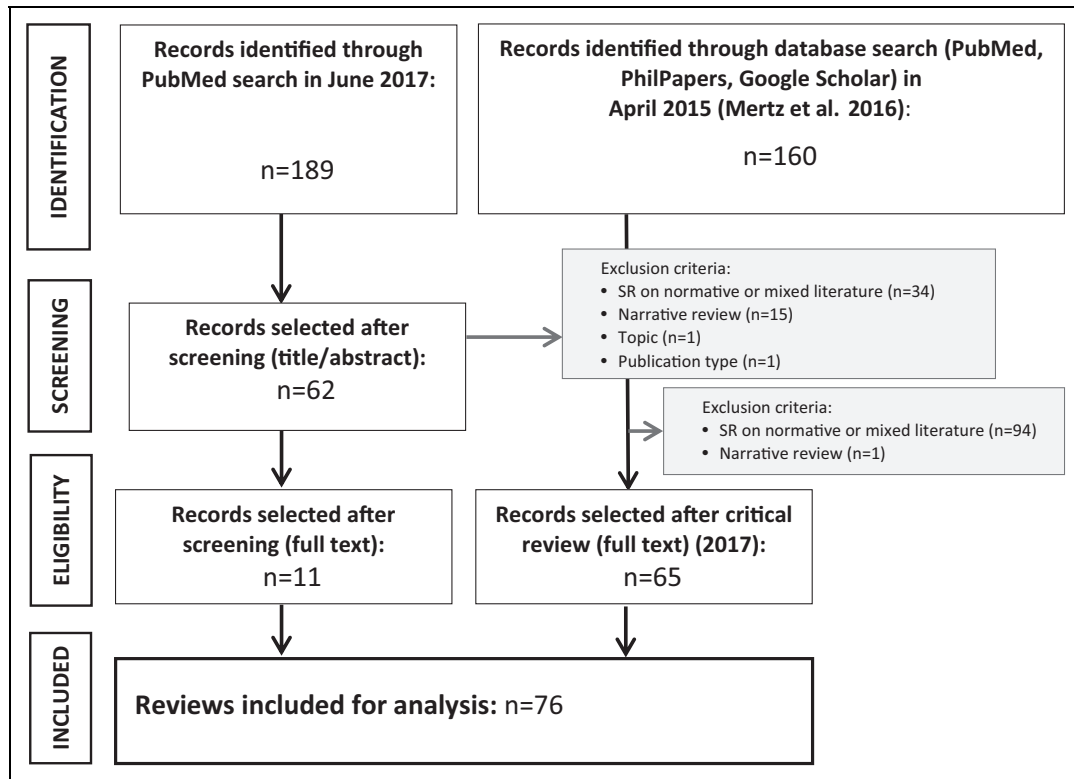 IDENTIFICATION
Records identified through
PubMed search in June 2017:
n=189
Records identified through database search (PubMed,
PhilPapers, Google Scholar) in
April 2015 (Mertz et al. 2016):
n=160
SCREENING
Records selected after
screening (title/abstract):
n=62
Exclusion criteria:
• SR on normative or mixed literature (n=34)
• Narrative review (n=15)
• Topic (n=1)
• Publication type (n=1)
Exclusion criteria:
• SR on normative or mixed literature (n=94)
• Narrative review (n=1)
ELIGIBILITY
Records selected after
screening (full text):
n=11
Records selected after critical
review (full text) (2017):
n=65
INCLUDED
Reviews included for analysis: n=76